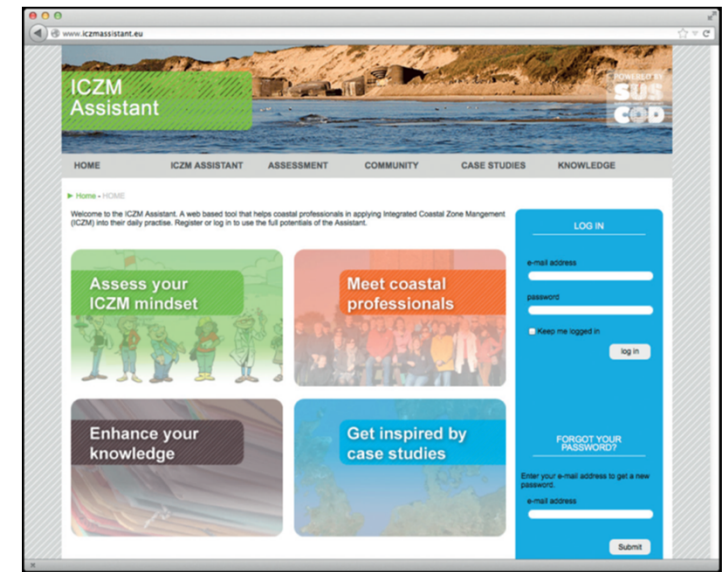 www.iczmassistant.eu
ICZM
Assistant
POWERED BY
SUS
COD
HOME ICZM ASSISTANT ASSESSMENT COMMUNITY CASE STUDIES KNOWLEDGE
Home - HOME
Welcome to the ICZM Assistant. A web based tool that helps coastal professionals in applying Integrated Coastal Zone Mangement
(ICZM) into their daily practise. Register or log in to use the full potentials of the Assistant.
Assess your
ICZM mindset
Meet coastal
professionals
Enhance your
knowledge
Get inspired by
case studies
LOG IN
e-mail address
password
Keep me logged in
log in
FORGOT YOUR
PASSWORD?
Enter your e-mail address to get a new
password.
e-mail address
Submit